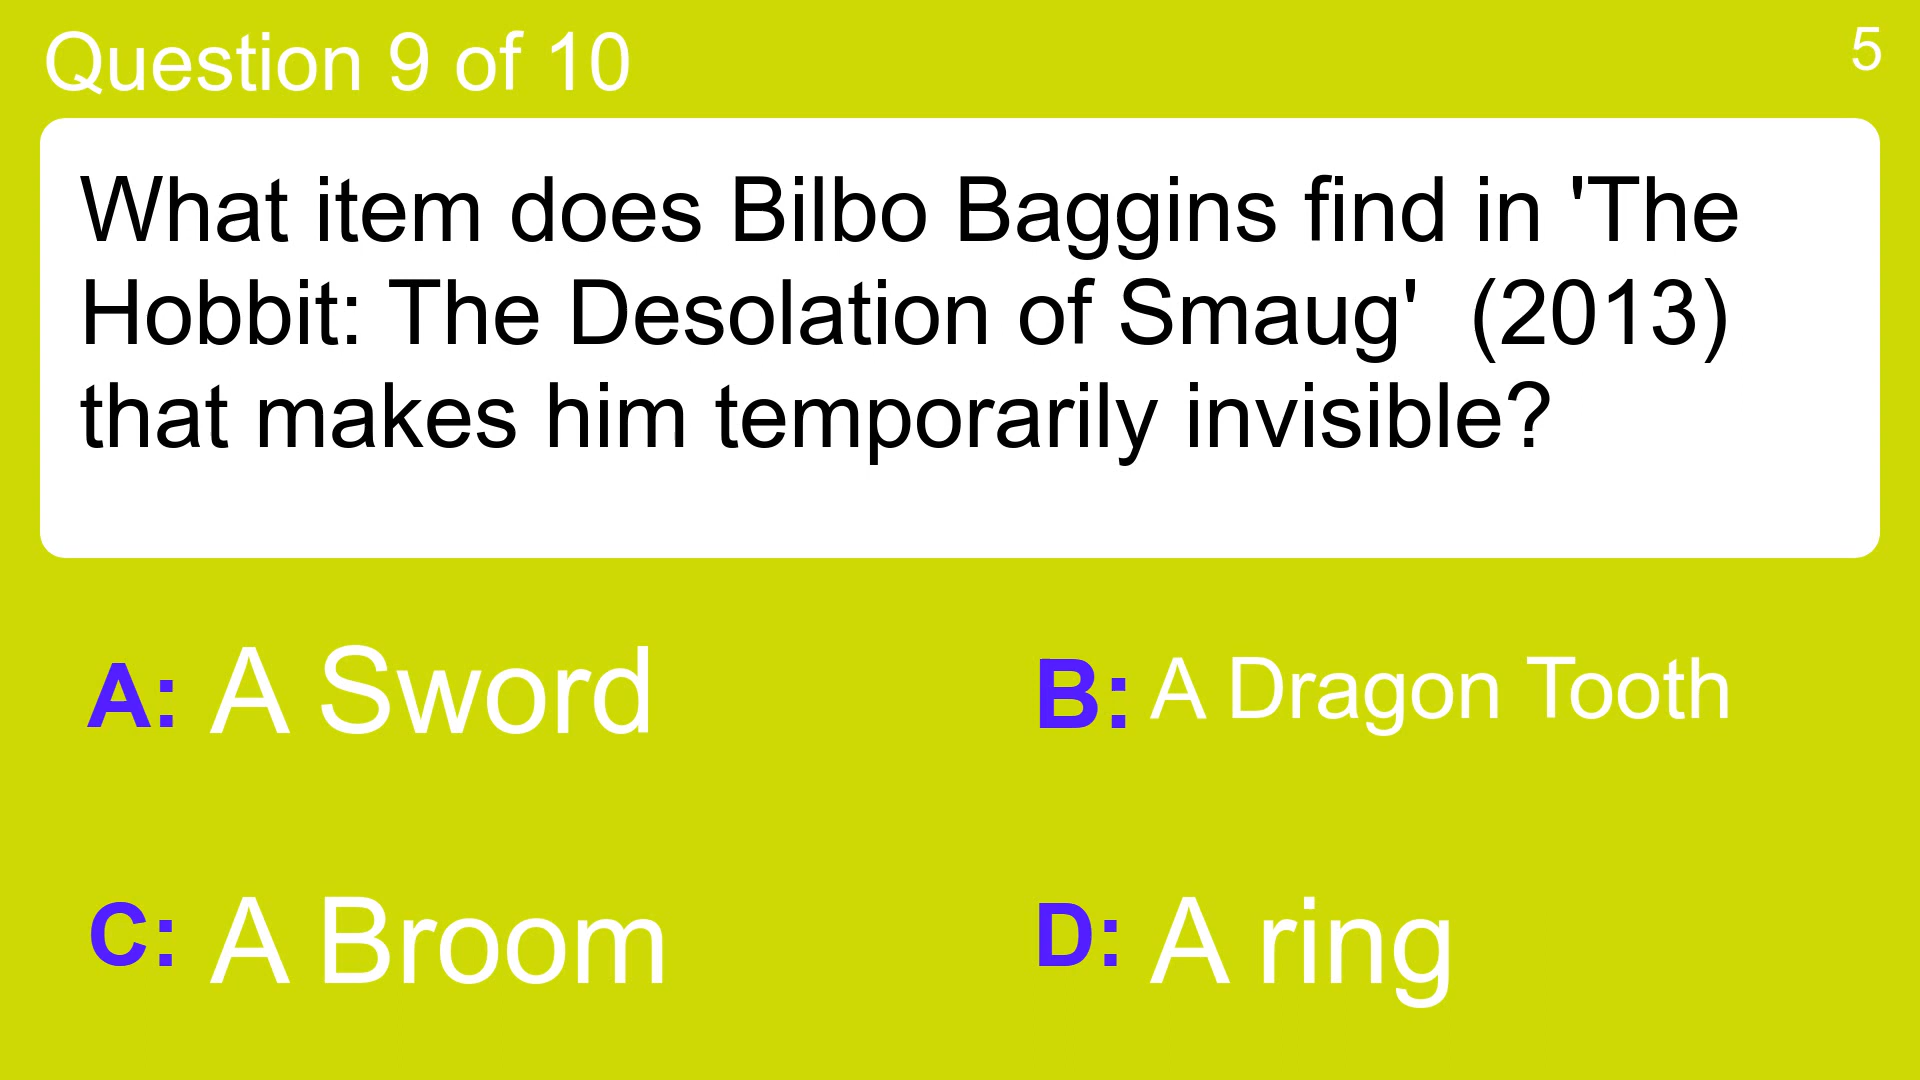 Question 9 of 10
5
What item does Bilbo Baggins find in 'The
Hobbit: The Desolation of Smaug'  (2013)
that makes him temporarily invisible?
A: A Sword
B: A Dragon Tooth
C: A Broom
D: A ring